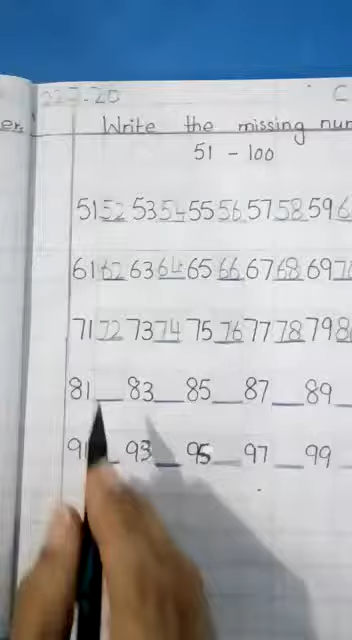 Write the missing
51 - 100
51 52 53 54 55 56 57 58 59
61 62 63 64 65 66 67 68 69
71 72 73 74 75 76 77 78 79
81 __ 83 __ 85 __ 87 __ 89 __
93 __ 95 __ 97 __ 99 __